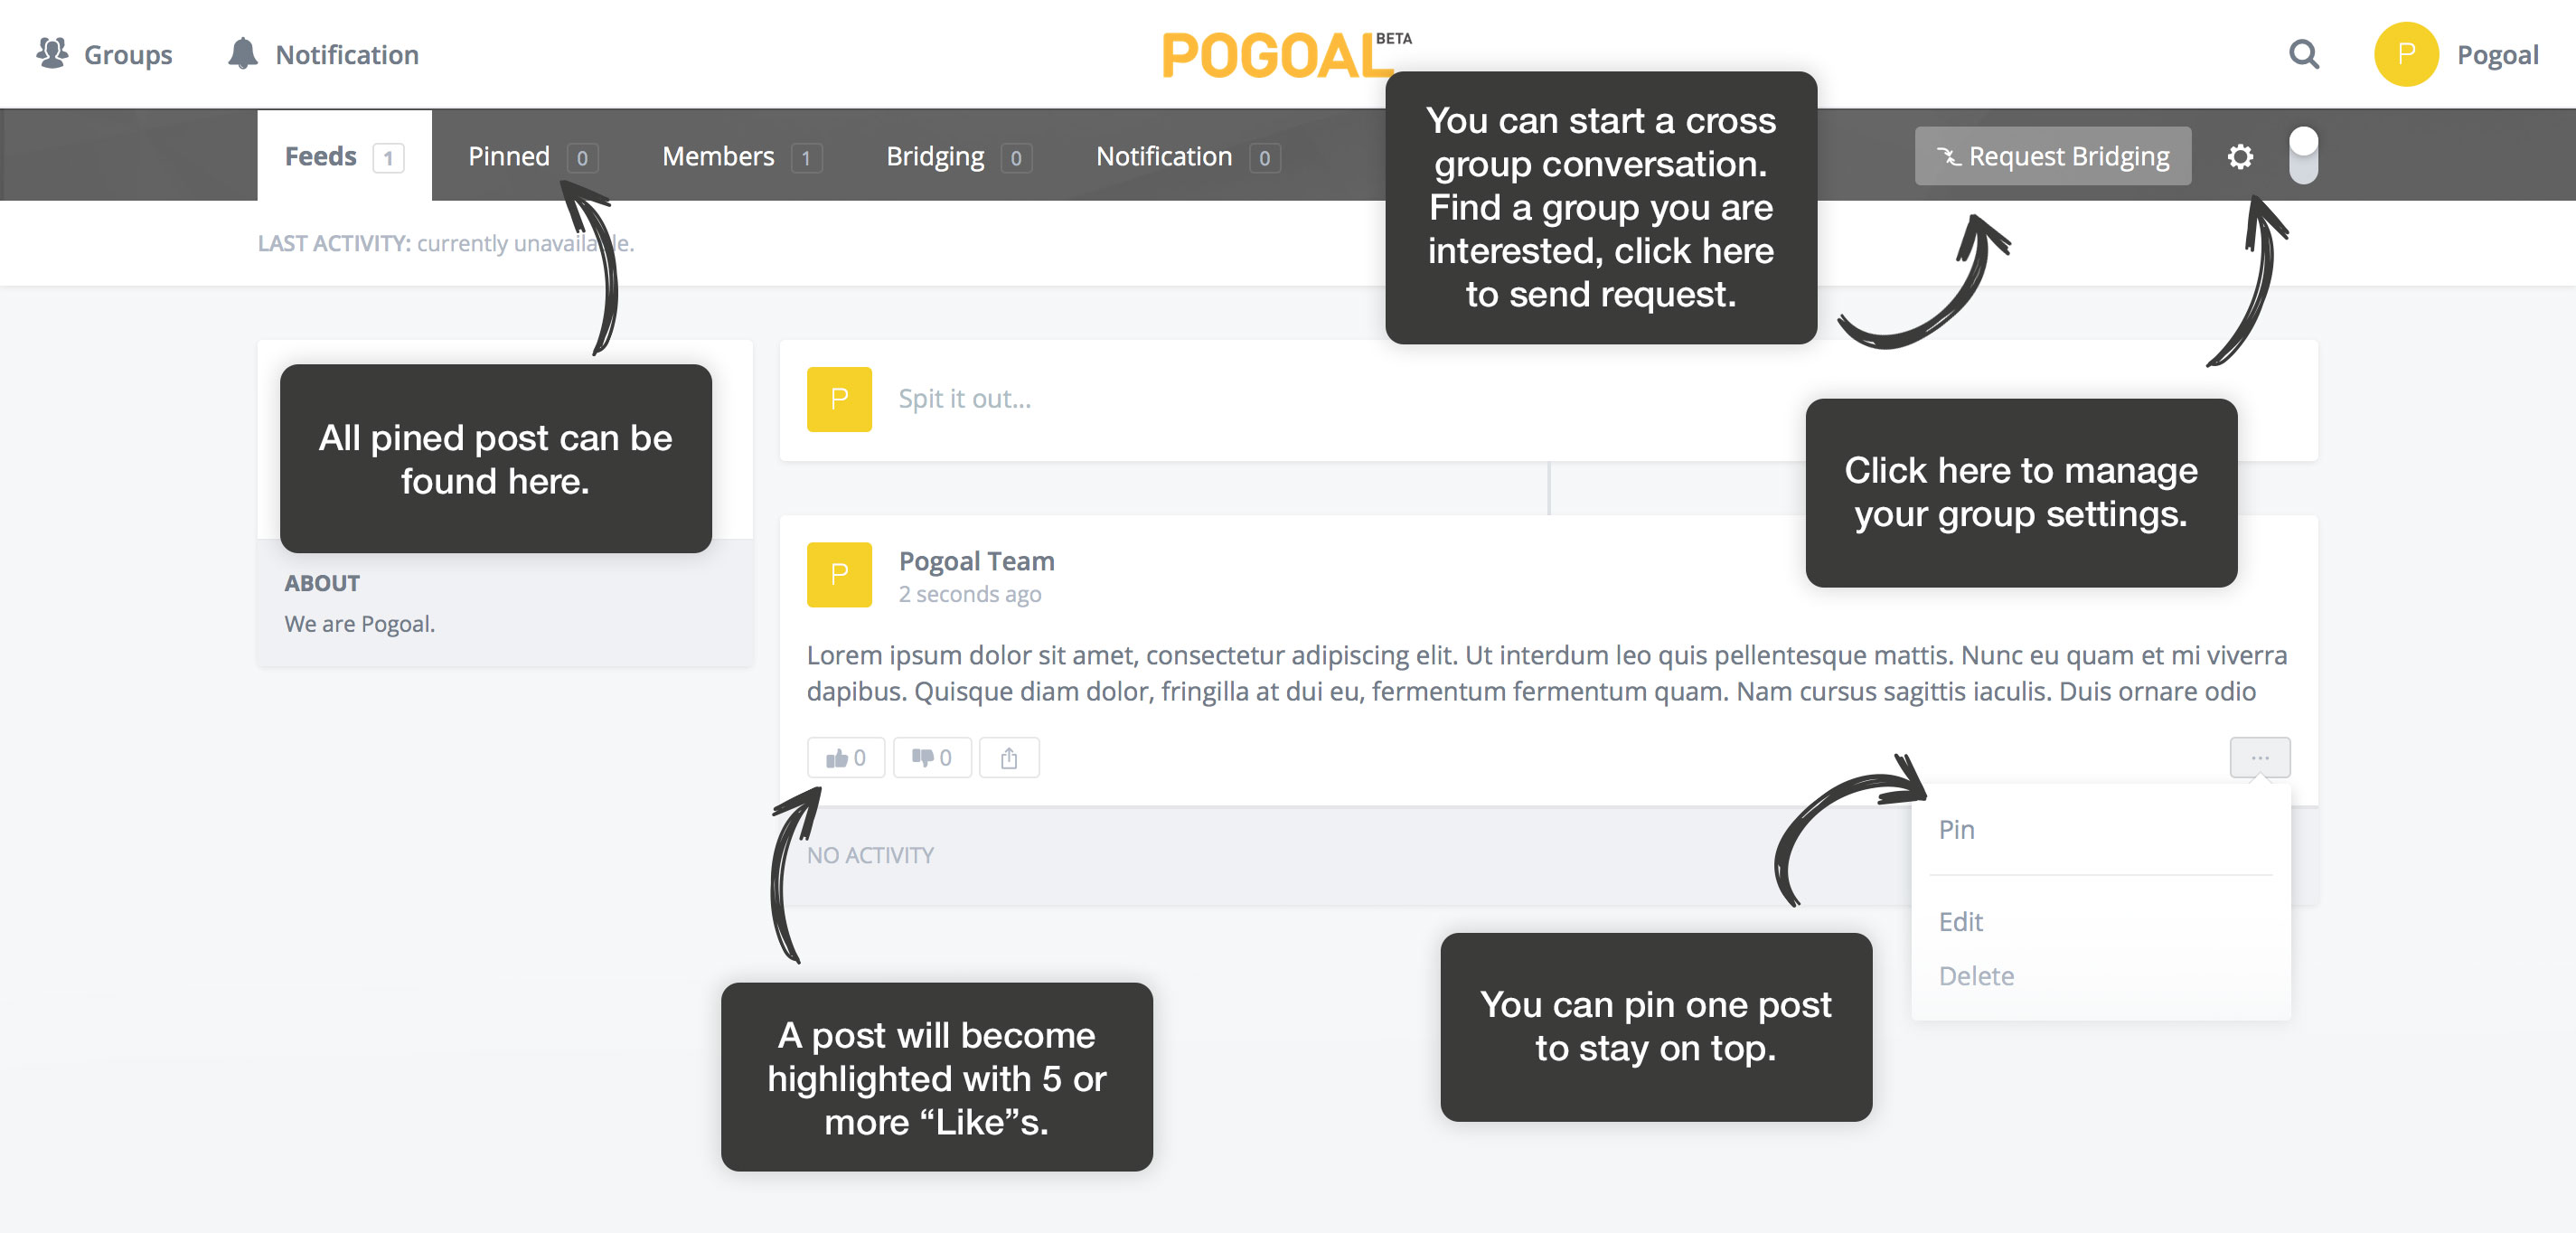 Groups
Notification
POGOAL BETA
P
Pogoal
Feeds 1
Pinned 0
Members 1
Bridging 0
Notification 0
Request Bridging
LAST ACTIVITY: currently
You can start a cross
group conversation.
Find a group you are
interested, click here
to send request.
All pined post can be
found here.
P
Spit it out...
Click here to manage
your group settings.
ABOUT
We are Pogoal.
P
Pogoal Team
2 seconds ago
Lorem ipsum dolor sit amet, consectetur adipiscing elit. Ut interdum leo quis pellentesque mattis. Nunc eu quam et mi viverra
dapibus. Quisque diam dolor, fringilla at dui eu, fermentum fermentum quam. Nam cursus sagittis iaculis. Duis ornare odio
0
0
...
NO ACTIVITY
Pin
Edit
Delete
A post will become
highlighted with 5 or
more “Like”s.
You can pin one post
to stay on top.